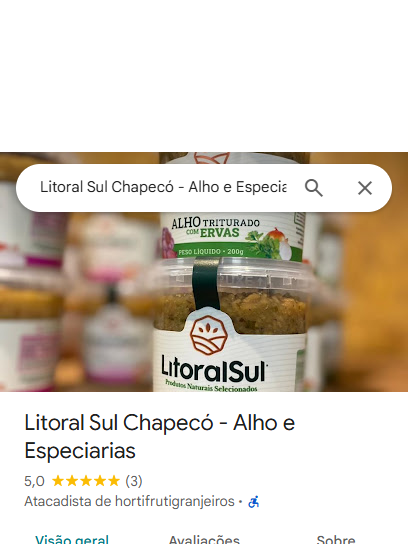 Litoral Sul Chapecó - Alho e Especia
ALHO TRITURADO
COM ERVAS
PESO LÍQUIDO • 200g
LitoralSul
Produtos Naturais Selecionados
Litoral Sul Chapecó - Alho e
Especiarias
5,0 ★★★★★ (3)
Atacadista de hortifrutigranjeiros ·
Visão geral Avaliações Sobre